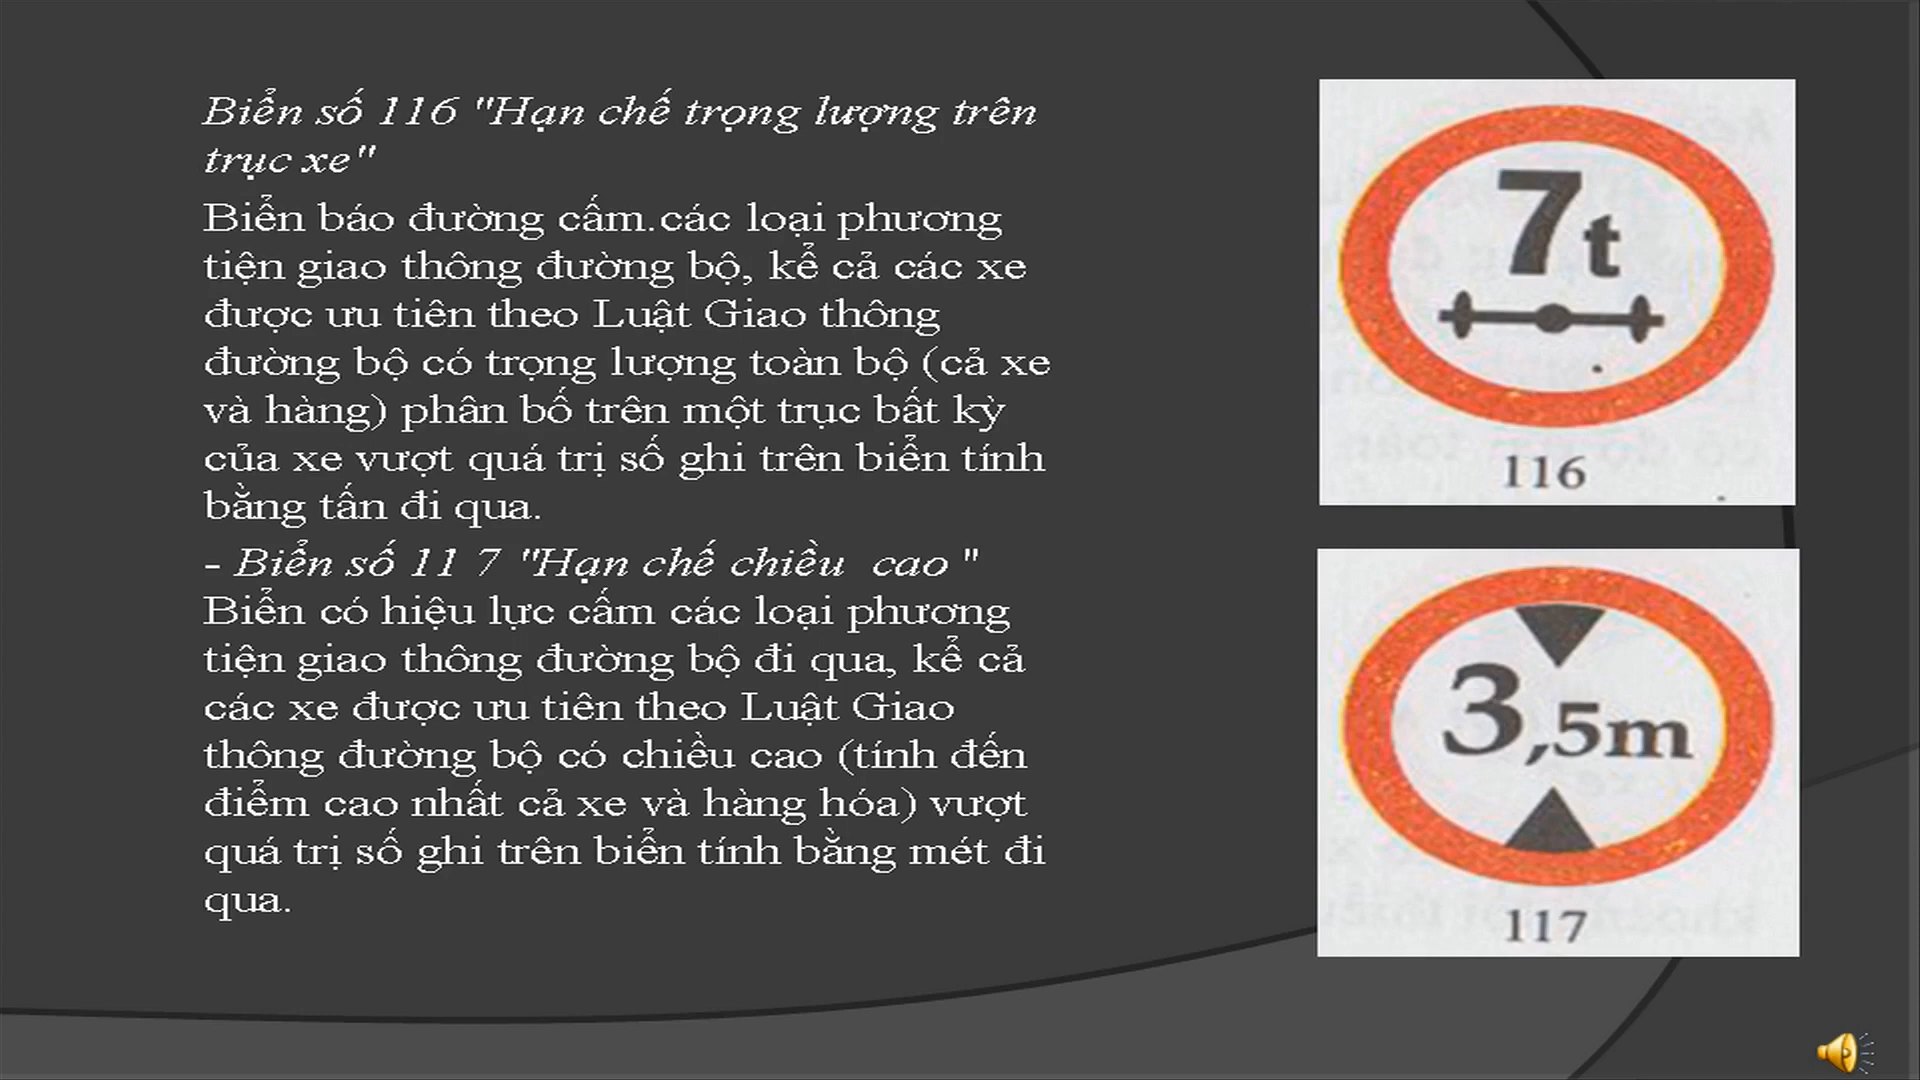 Biển số 116 "Hạn chế trọng lượng trên
trục xe"
Biển báo đường cấm.các loại phương
tiện giao thông đường bộ, kể cả các xe
được ưu tiên theo Luật Giao thông
đường bộ có trọng lượng toàn bộ (cả xe
và hàng) phân bố trên một trục bất kỳ
của xe vượt quá trị số ghi trên biển tính
bằng tấn đi qua.
- Biển số 11 7 "Hạn chế chiều  cao "
Biển có hiệu lực cấm các loại phương
tiện giao thông đường bộ đi qua, kể cả
các xe được ưu tiên theo Luật Giao
thông đường bộ có chiều cao (tính đến
điểm cao nhất cả xe và hàng hóa) vượt
quá trị số ghi trên biển tính bằng mét đi
qua.
7t
116
3,5m
117